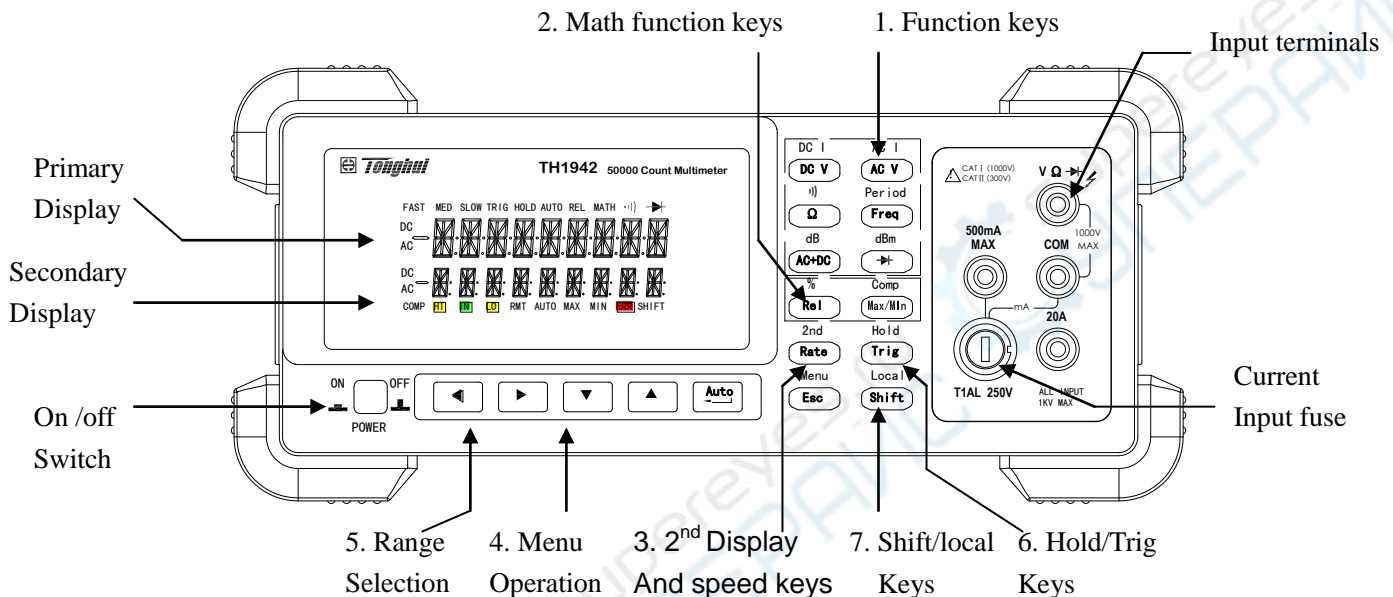 2. Math function keys
1. Function keys
Input terminals
Primary
Display
Secondary
Display
On /off
Switch
Tonghui
TH1942 50000 Count Multimeter
FAST MED SLOW TRIG HOLD AUTO REL MATH
DC
AC
DC
AC
COMP HI IN LO RMT AUTO MAX MIN ERR SHIFT
ON
OFF
POWER
Auto
DC I
DC V
AC I
AC V
Ω
Period
Freq
dB
AC+DC
dBm
%
Rel
Comp
Max/Min
2nd
Rate
Hold
Trig
Menu
Esc
Local
Shift
CAT I (1000V)
CAT II (300V)
V Ω
500mA
MAX
COM
1000V
MAX
mA
20A
T1AL 250V
ALL INPUT
1KV MAX
Current
Input fuse
5. Range
Selection
4. Menu
Operation
3. 2nd Display
And speed keys
7. Shift/local
Keys
6. Hold/Trig
Keys